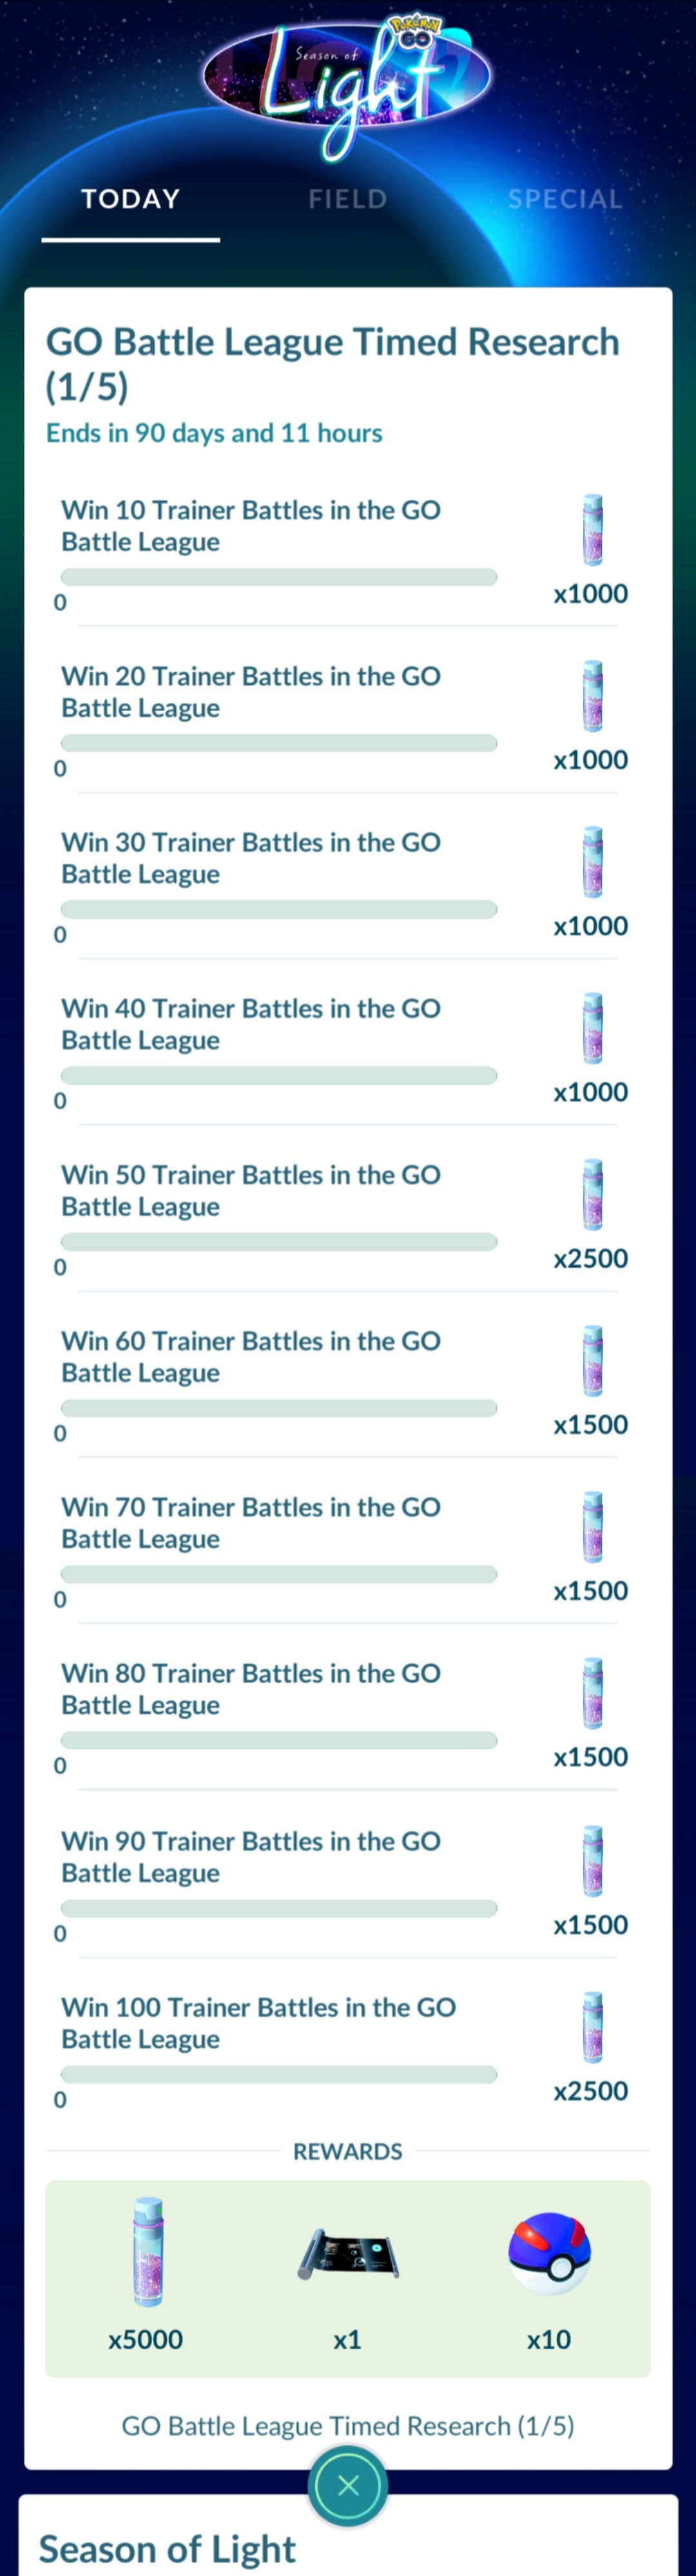 Pokémon
GO
Season of
Light
TODAY
FIELD
SPECIAL
GO Battle League Timed Research
(1/5)
Ends in 90 days and 11 hours
Win 10 Trainer Battles in the GO
Battle League
0
x1000
Win 20 Trainer Battles in the GO
Battle League
0
x1000
Win 30 Trainer Battles in the GO
Battle League
0
x1000
Win 40 Trainer Battles in the GO
Battle League
0
x1000
Win 50 Trainer Battles in the GO
Battle League
0
x2500
Win 60 Trainer Battles in the GO
Battle League
0
x1500
Win 70 Trainer Battles in the GO
Battle League
0
x1500
Win 80 Trainer Battles in the GO
Battle League
0
x1500
Win 90 Trainer Battles in the GO
Battle League
0
x1500
Win 100 Trainer Battles in the GO
Battle League
0
x2500
REWARDS
x5000
x1
x10
GO Battle League Timed Research (1/5)
Season of Light